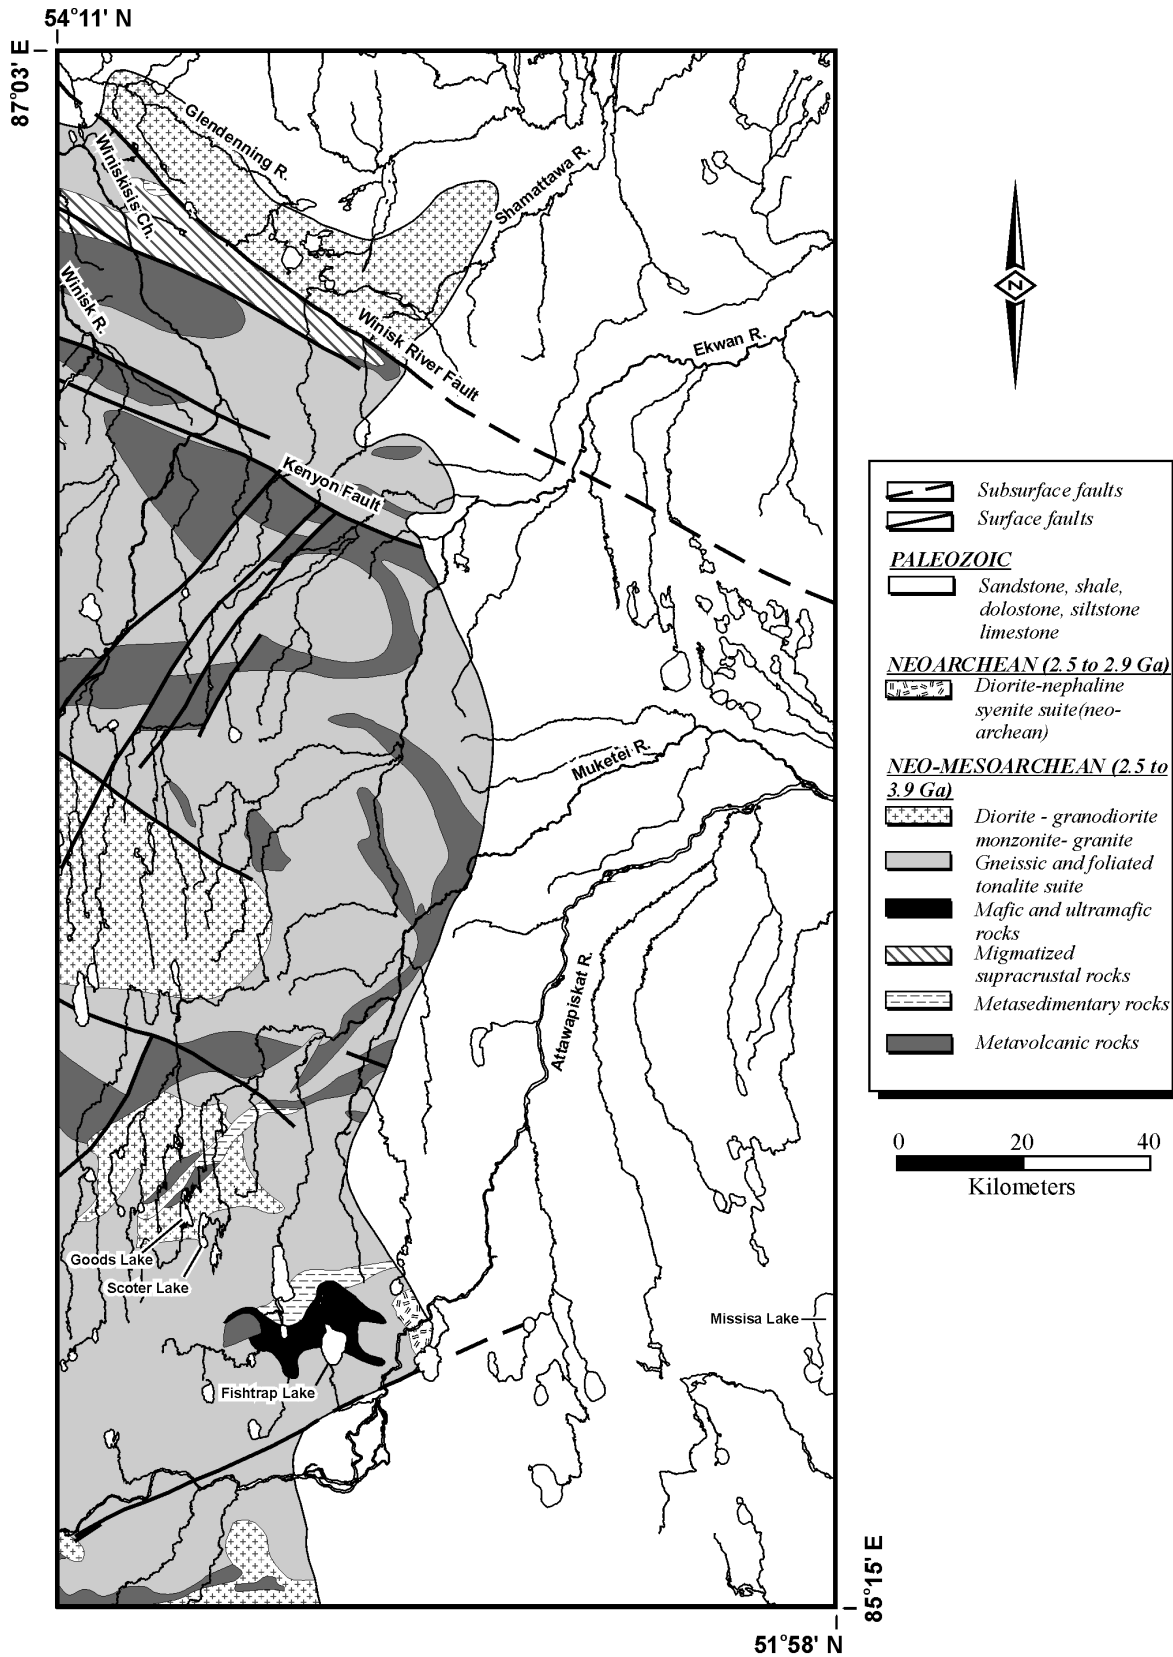 54°11' N
87°03' E
Glendenning R.
Winiskisis Ch.
Shamattawa R.
Winisk R.
Winisk River Fault
Ekwan R.
Kenyon Fault
Muketei R.
Attawapiskat R.
Goods Lake
Scoter Lake
Missisa Lake
Fishtrap Lake
85°15' E
51°58' N
N
Subsurface faults
Surface faults
PALEOZOIC
Sandstone, shale,
dolostone, siltstone
limestone
NEOARCHEAN (2.5 to 2.9 Ga)
Diorite-nephaline
syenite suite(neo-
archean)
NEO-MESOARCHEAN (2.5 to
3.9 Ga)
Diorite - granodiorite
monzonite- granite
Gneissic and foliated
tonalite suite
Mafic and ultramafic
rocks
Migmatized
supracrustal rocks
Metasedimentary rocks
Metavolcanic rocks
0 20 40
Kilometers